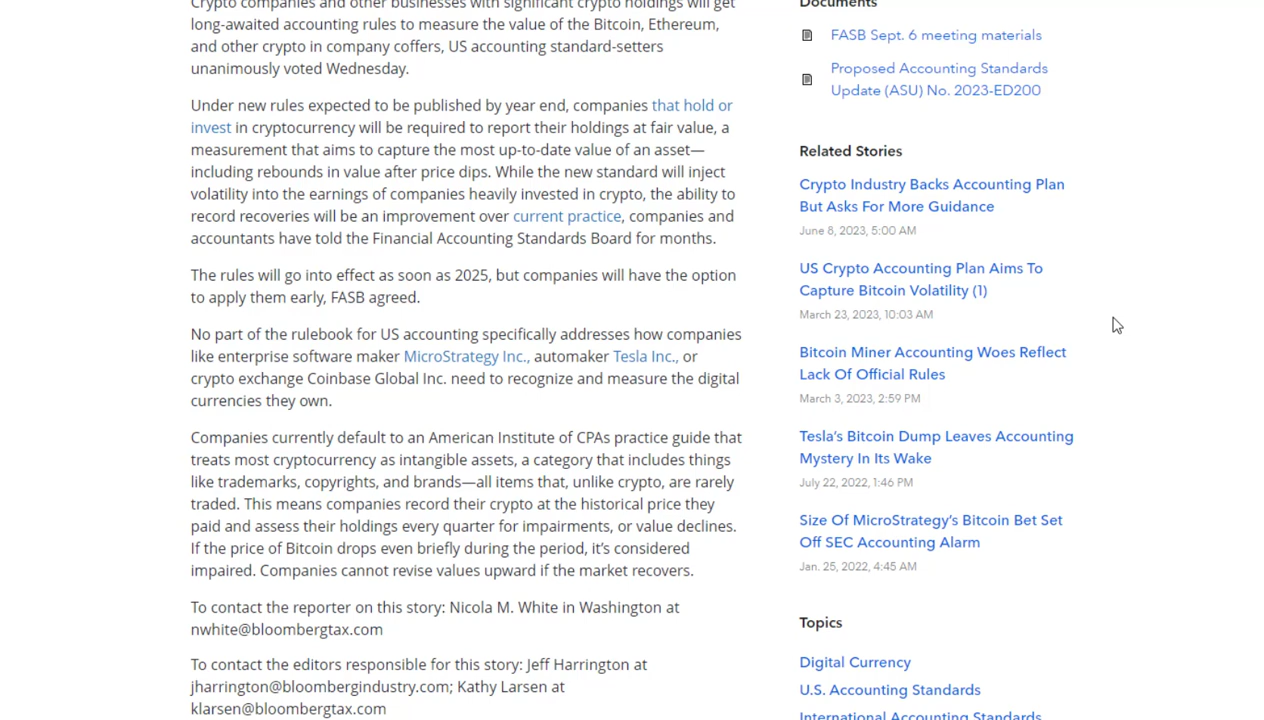 Crypto companies and other businesses with significant crypto holdings will get
long-awaited accounting rules to measure the value of the Bitcoin, Ethereum,
and other crypto in company coffers, US accounting standard-setters
unanimously voted Wednesday.
Under new rules expected to be published by year end, companies that hold or
invest in cryptocurrency will be required to report their holdings at fair value, a
measurement that aims to capture the most up-to-date value of an asset—
including rebounds in value after price dips. While the new standard will inject
volatility into the earnings of companies heavily invested in crypto, the ability to
record recoveries will be an improvement over current practice, companies and
accountants have told the Financial Accounting Standards Board for months.
The rules will go into effect as soon as 2025, but companies will have the option
to apply them early, FASB agreed.
No part of the rulebook for US accounting specifically addresses how companies
like enterprise software maker MicroStrategy Inc., automaker Tesla Inc., or
crypto exchange Coinbase Global Inc. need to recognize and measure the digital
currencies they own.
Companies currently default to an American Institute of CPAs practice guide that
treats most cryptocurrency as intangible assets, a category that includes things
like trademarks, copyrights, and brands—all items that, unlike crypto, are rarely
traded. This means companies record their crypto at the historical price they
paid and assess their holdings every quarter for impairments, or value declines.
If the price of Bitcoin drops even briefly during the period, it's considered
impaired. Companies cannot revise values upward if the market recovers.
To contact the reporter on this story: Nicola M. White in Washington at
nwhite@bloombergtax.com
To contact the editors responsible for this story: Jeff Harrington at
jharrington@bloombergindustry.com; Kathy Larsen at
klarsen@bloombergtax.com
Documents
FASB Sept. 6 meeting materials
Proposed Accounting Standards
Update (ASU) No. 2023-ED200
Related Stories
Crypto Industry Backs Accounting Plan
But Asks For More Guidance
June 8, 2023, 5:00 AM
US Crypto Accounting Plan Aims To
Capture Bitcoin Volatility (1)
March 23, 2023, 10:03 AM
Bitcoin Miner Accounting Woes Reflect
Lack Of Official Rules
March 3, 2023, 2:59 PM
Tesla's Bitcoin Dump Leaves Accounting
Mystery In Its Wake
July 22, 2022, 1:46 PM
Size Of MicroStrategy's Bitcoin Bet Set
Off SEC Accounting Alarm
Jan. 25, 2022, 4:45 AM
Topics
Digital Currency
U.S. Accounting Standards
International Accounting Standards